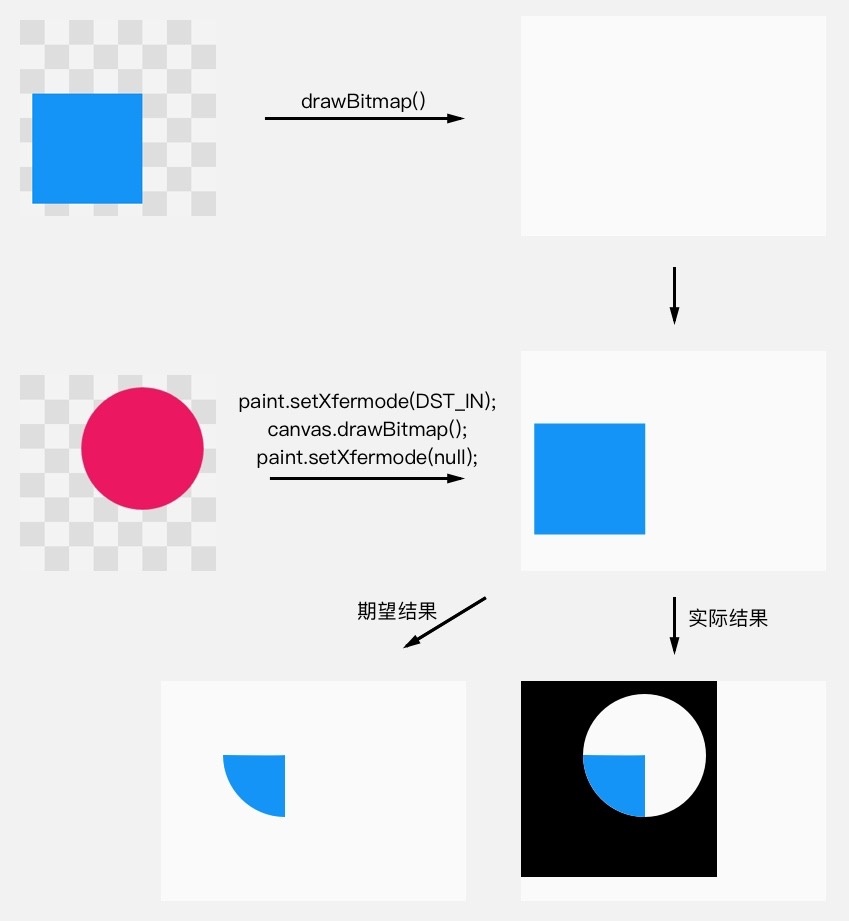 drawBitmap()
paint.setXfermode(DST_IN);
canvas.drawBitmap();
paint.setXfermode(null);
期望结果
实际结果